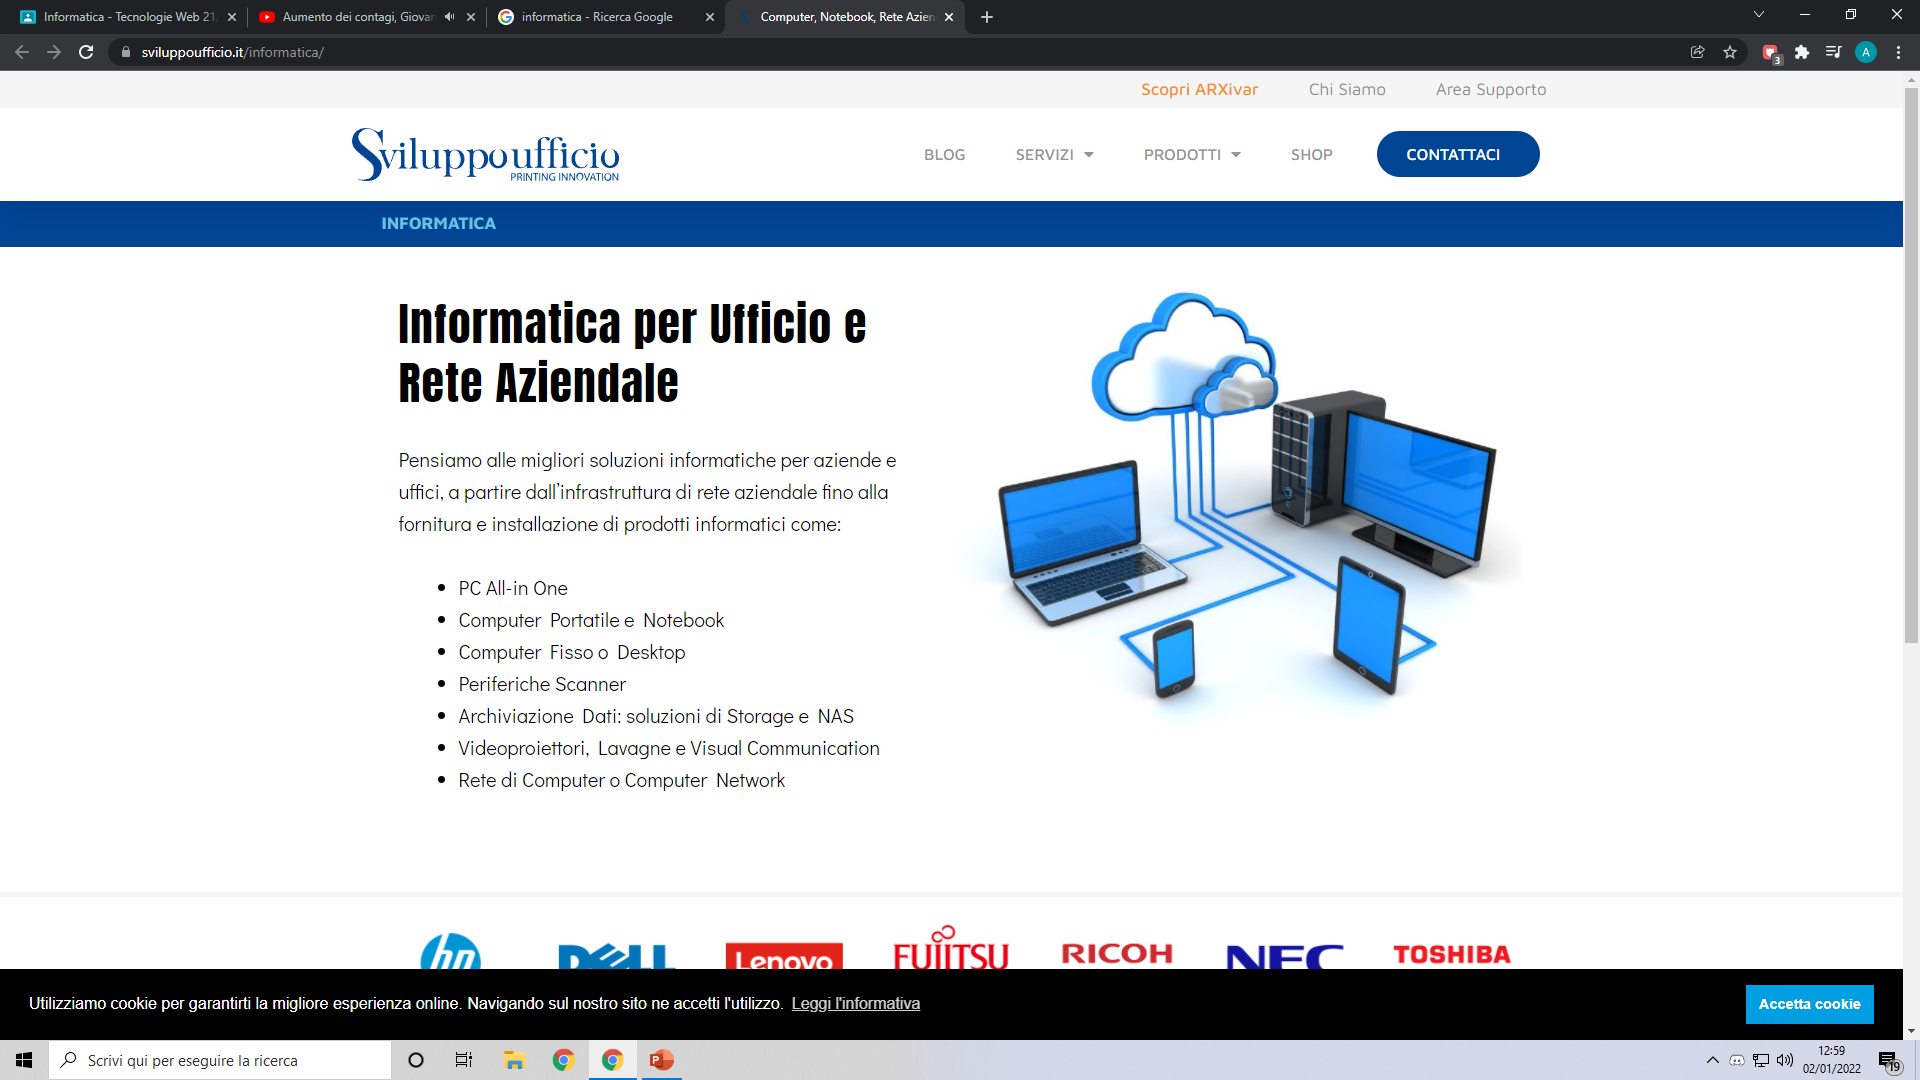 Informatica - Tecnologie Web 21/
Aumento dei contagi, Giovan
informatica - Ricerca Google
Computer, Notebook, Rete Azien
sviluppoufficio.it/informatica/
3
A
Scopri ARXivar
Chi Siamo
Area Supporto
Sviluppoufficio
PRINTING INNOVATION
BLOG
SERVIZI
PRODOTTI
SHOP
CONTATTACI
INFORMATICA
Informatica per Ufficio e
Rete Aziendale
Pensiamo alle migliori soluzioni informatiche per aziende e
uffici, a partire dall'infrastruttura di rete aziendale fino alla
fornitura e installazione di prodotti informatici come:
PC All-in One
Computer Portatile e Notebook
Computer Fisso o Desktop
Periferiche Scanner
Archiviazione Dati: soluzioni di Storage e NAS
Videoproiettori, Lavagne e Visual Communication
Rete di Computer o Computer Network
hp
DELL
Lenovo
FUJITSU
RICOH
NEC
TOSHIBA
Utilizziamo cookie per garantirti la migliore esperienza online. Navigando sul nostro sito ne accetti l'utilizzo. Leggi l'informativa
Accetta cookie
Scrivi qui per eseguire la ricerca
P
12:59
02/01/2022
19